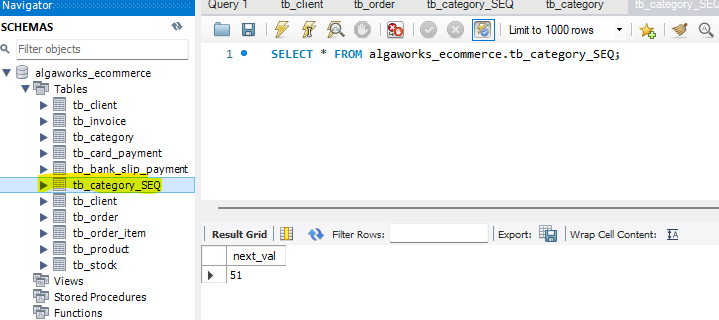 Navigator
SCHEMAS
Filter objects
algaworks_ecommerce
Tables
tb_client
tb_invoice
tb_category
tb_card_payment
tb_bank_slip_payment
tb_category_SEQ
tb_client
tb_order
tb_order_item
tb_product
tb_stock
Views
Stored Procedures
Functions
Query 1 tb_client tb_order tb_category_SEQ tb_category tb_category_SEQ
Limit to 1000 rows
1 SELECT * FROM algaworks_ecommerce.tb_category_SEQ;
Result Grid Filter Rows: Export: Wrap Cell Content:
next_val
51